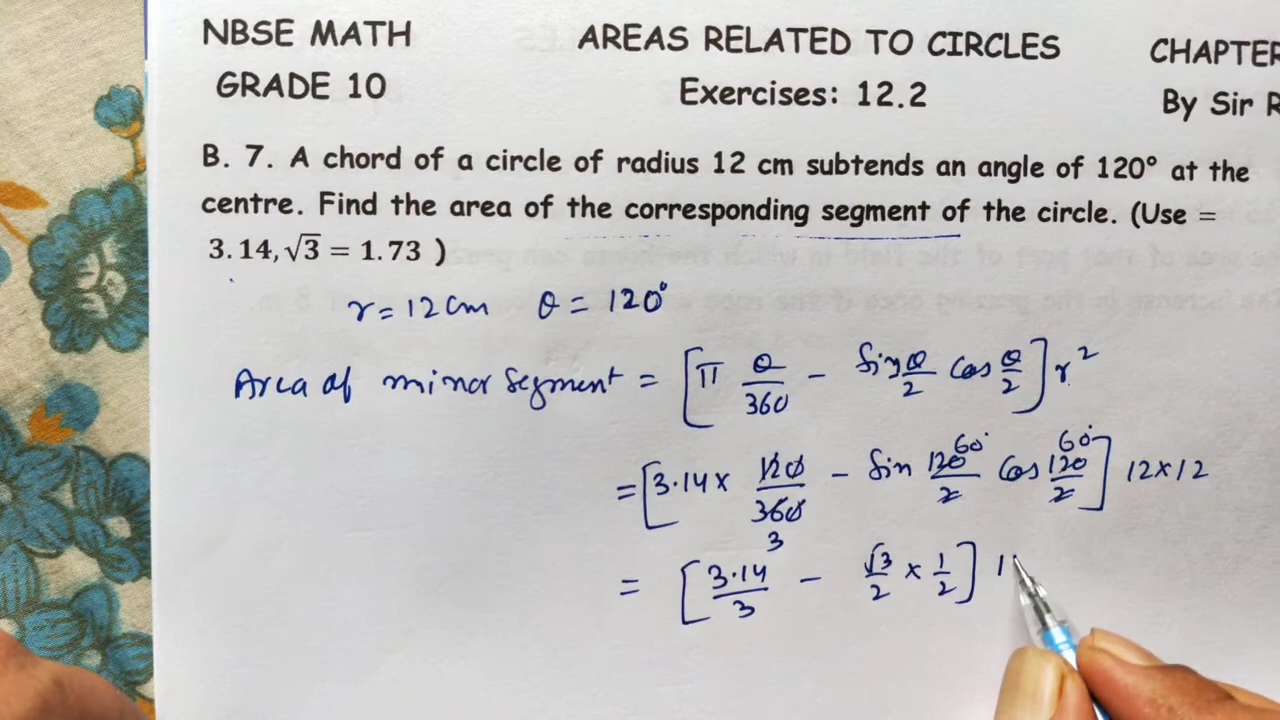 NBSE MATH AREAS RELATED TO CIRCLES CHAPTER
GRADE 10 Exercises: 12.2 By Sir R
B. 7. A chord of a circle of radius 12 cm subtends an angle of 120° at the
centre. Find the area of the corresponding segment of the circle. (Use =
3.14, √3 = 1.73 )
r = 12 cm θ = 120°
Area of minor segment = [π θ/360 − Sin θ/2 Cos θ/2] r²
= [3.14 × 120/360 3 − Sin 120/2 60° Cos 120/2 60°] 12×12
= [3.14/3 − √3/2 × 1/2] 1